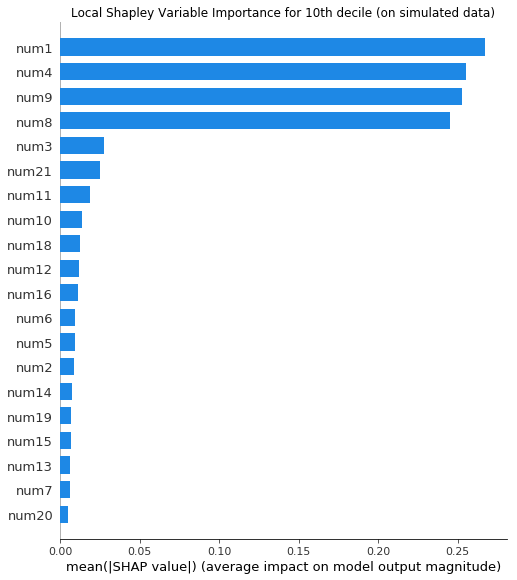 Local Shapley Variable Importance for 10th decile (on simulated data)
num1
num4
num9
num8
num3
num21
num11
num10
num18
num12
num16
num6
num5
num2
num14
num19
num15
num13
num7
num20
0.00 0.05 0.10 0.15 0.20 0.25
mean(|SHAP value|) (average impact on model output magnitude)